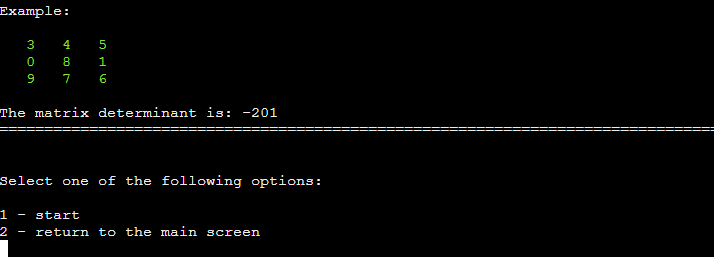 Example:
3 4 5
0 8 1
9 7 6
The matrix determinant is: -201
================================================================================
Select one of the following options:
1 - start
2 - return to the main screen